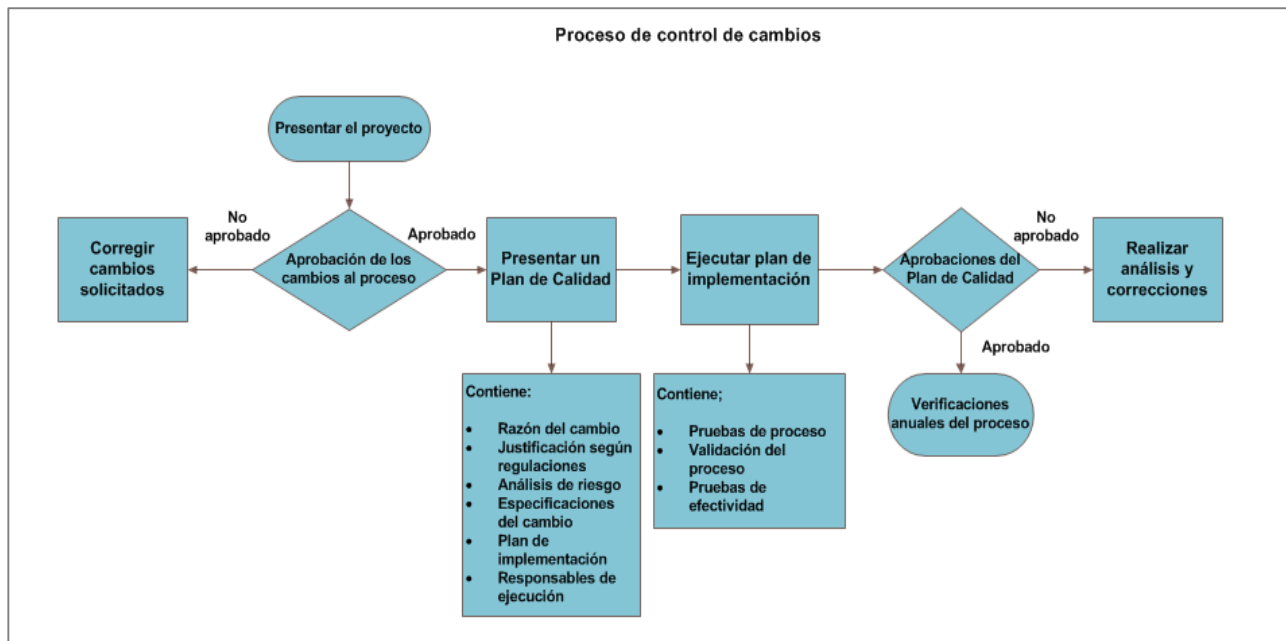 Proceso de control de cambios
Presentar el proyecto
No
aprobado
Aprobado
Corregir
cambios
solicitados
Aprobación de los
cambios al proceso
Presentar un
Plan de Calidad
Ejecutar plan de
implementación
Aprobaciones del
Plan de Calidad
No
aprobado
Realizar
análisis y
correcciones
Aprobado
Contiene:
• Razón del cambio
• Justificación según
regulaciones
• Análisis de riesgo
• Especificaciones
del cambio
• Plan de
implementación
• Responsables de
ejecución
Contiene;
• Pruebas de proceso
• Validación del
proceso
• Pruebas de
efectividad
Verificaciones
anuales del proceso